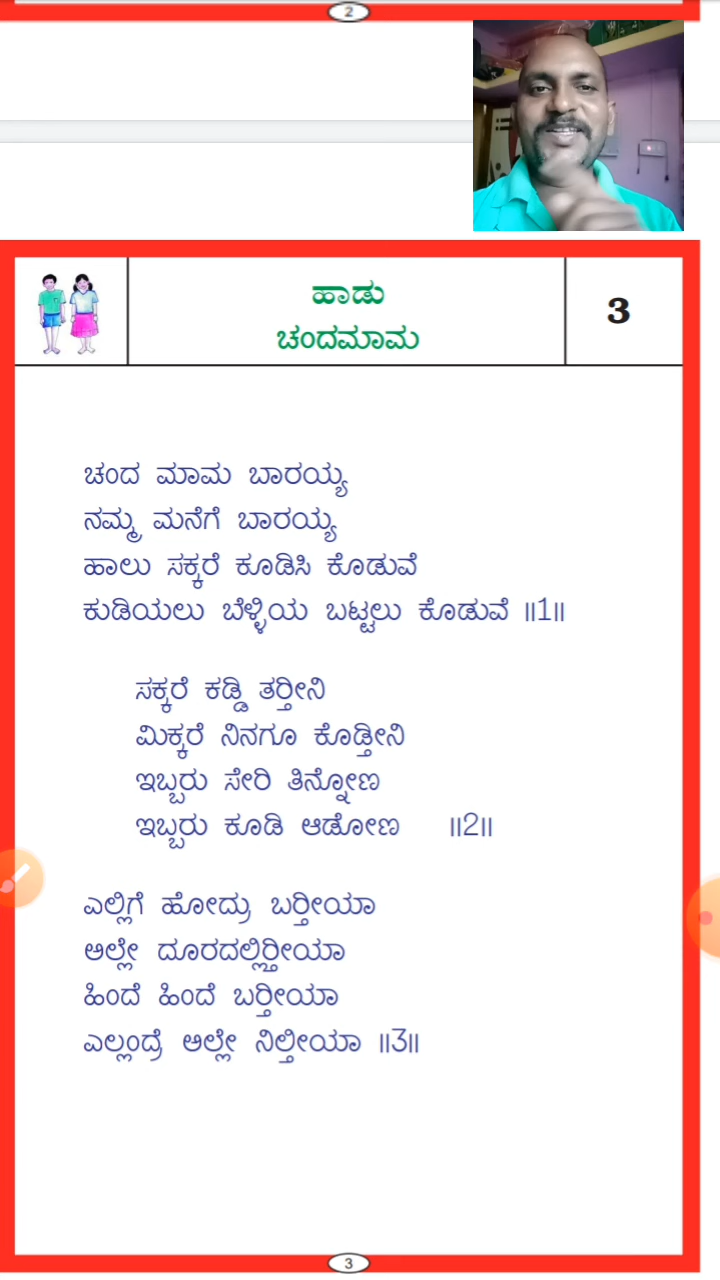 2
ಹಾಡು
ಚಂದಮಾಮ
3
ಚಂದ ಮಾಮ ಬಾರಯ್ಯ
ನಮ್ಮ ಮನೆಗೆ ಬಾರಯ್ಯ
ಹಾಲು ಸಕ್ಕರೆ ಕೂಡಿಸಿ ಕೊಡುವೆ
ಕುಡಿಯಲು ಬೆಳ್ಳಿಯ ಬಟ್ಟಲು ಕೊಡುವೆ ॥1॥
ಸಕ್ಕರೆ ಕಡ್ಡಿ ತರ್‍ತೀನಿ
ಮಿಕ್ಕರೆ ನಿನಗೂ ಕೊಡ್ತೀನಿ
ಇಬ್ಬರು ಸೇರಿ ತಿನ್ನೋಣ
ಇಬ್ಬರು ಕೂಡಿ ಆಡೋಣ ॥2॥
ಎಲ್ಲಿಗೆ ಹೋದ್ರು ಬರ್‍ತೀಯಾ
ಅಲ್ಲೇ ದೂರದಲ್ಲಿರ್‍ತೀಯಾ
ಹಿಂದೆ ಹಿಂದೆ ಬರ್‍ತೀಯಾ
ಎಲ್ಲಂದ್ರೆ ಅಲ್ಲೇ ನಿಲ್ತೀಯಾ ॥3॥
3